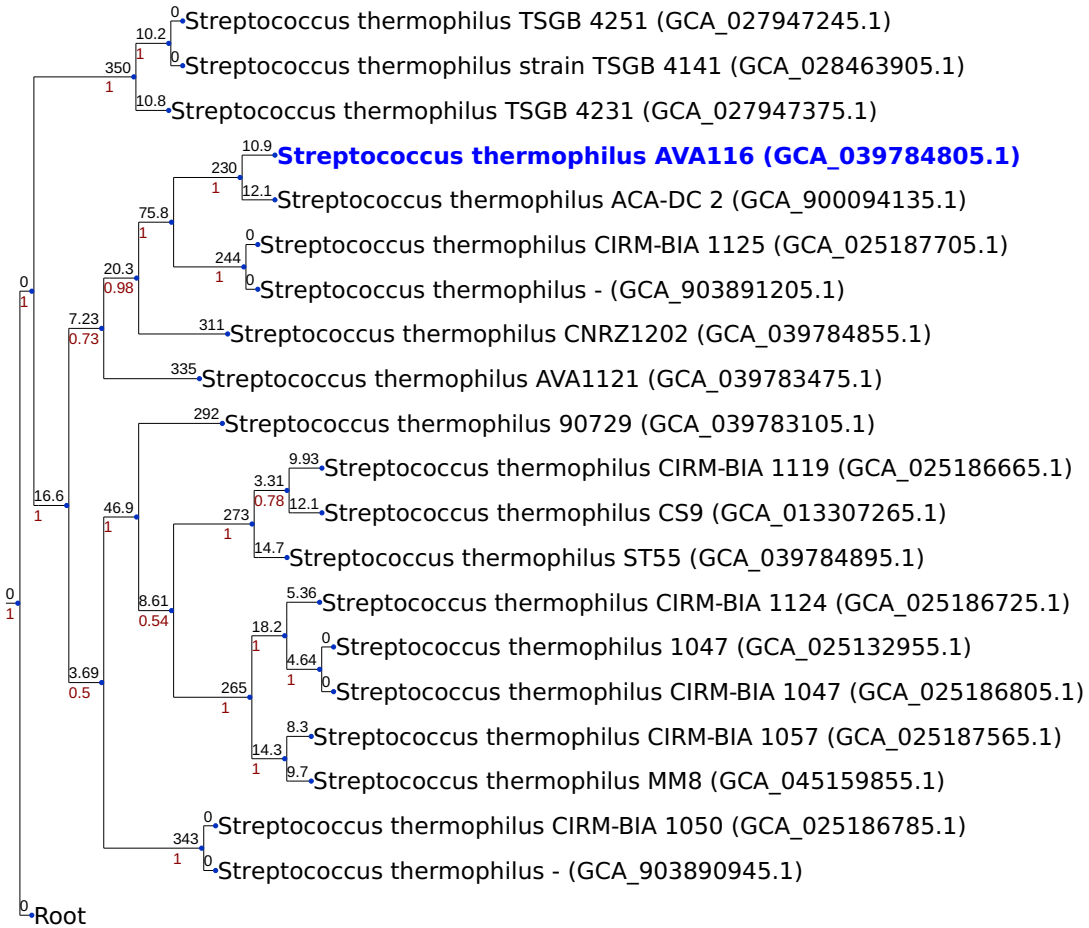 0
Streptococcus thermophilus TSGB 4251 (GCA_027947245.1)
10.2
1
0
Streptococcus thermophilus strain TSGB 4141 (GCA_028463905.1)
350
1
10.8
Streptococcus thermophilus TSGB 4231 (GCA_027947375.1)
10.9
Streptococcus thermophilus AVA116 (GCA_039784805.1)
230
1
12.1
Streptococcus thermophilus ACA-DC 2 (GCA_900094135.1)
75.8
1
0
Streptococcus thermophilus CIRM-BIA 1125 (GCA_025187705.1)
244
1
0
Streptococcus thermophilus - (GCA_903891205.1)
20.3
0.98
0
1
311
Streptococcus thermophilus CNRZ1202 (GCA_039784855.1)
7.23
0.73
335
Streptococcus thermophilus AVA1121 (GCA_039783475.1)
292
Streptococcus thermophilus 90729 (GCA_039783105.1)
9.93
Streptococcus thermophilus CIRM-BIA 1119 (GCA_025186665.1)
3.31
0.78
16.6
1
12.1
Streptococcus thermophilus CS9 (GCA_013307265.1)
46.9
1
273
1
14.7
Streptococcus thermophilus ST55 (GCA_039784895.1)
5.36
Streptococcus thermophilus CIRM-BIA 1124 (GCA_025186725.1)
0
1
8.61
0.54
18.2
1
0
Streptococcus thermophilus 1047 (GCA_025132955.1)
4.64
1
0
Streptococcus thermophilus CIRM-BIA 1047 (GCA_025186805.1)
3.69
0.5
265
1
8.3
Streptococcus thermophilus CIRM-BIA 1057 (GCA_025187565.1)
14.3
1
9.7
Streptococcus thermophilus MM8 (GCA_045159855.1)
0
Streptococcus thermophilus CIRM-BIA 1050 (GCA_025186785.1)
343
1
0
Streptococcus thermophilus - (GCA_903890945.1)
0
Root